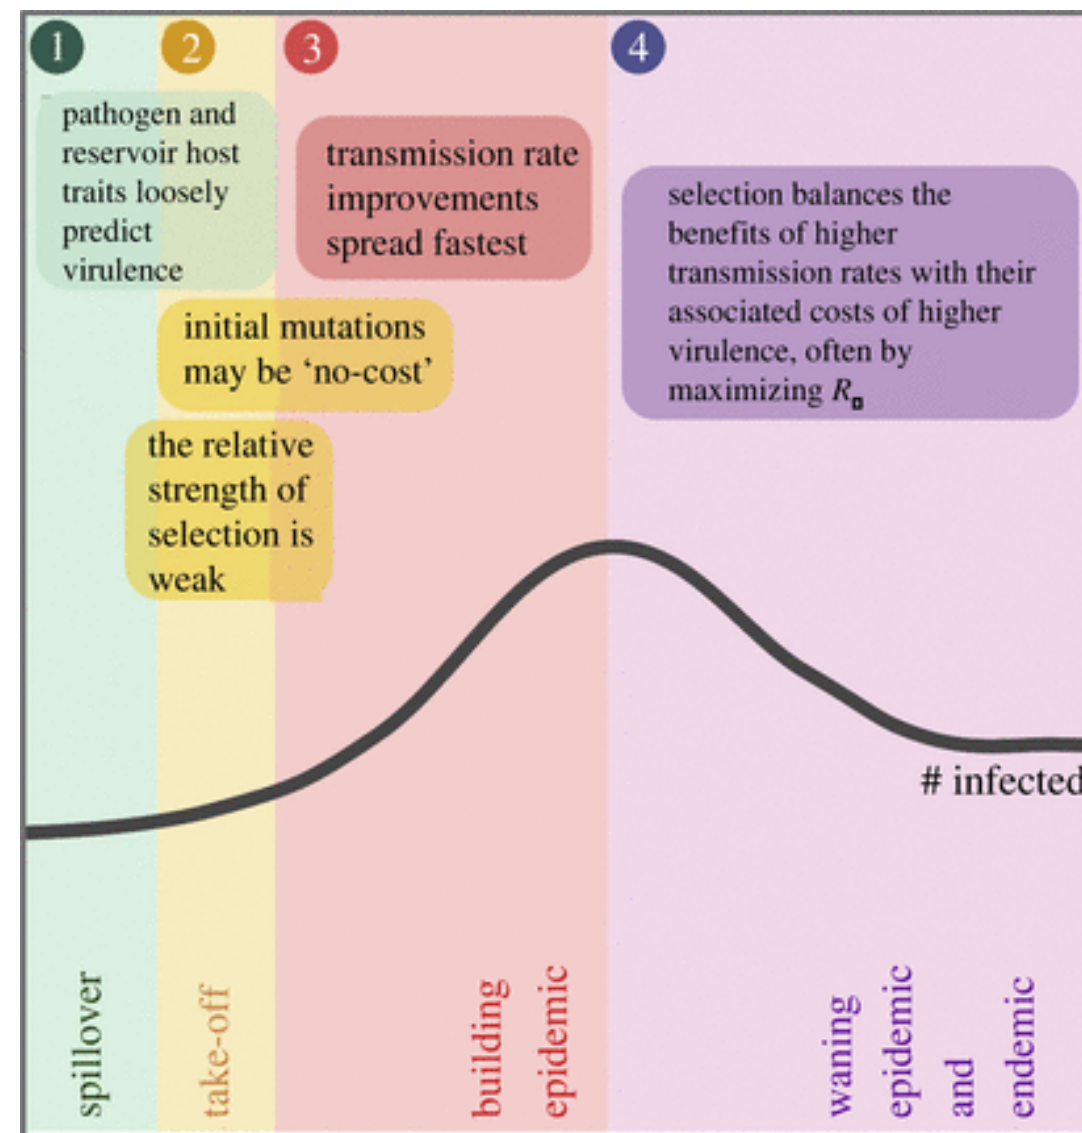 1
2
3
4
pathogen and
reservoir host
traits loosely
predict
virulence
initial mutations
may be ‘no-cost’
the relative
strength of
selection is
weak
transmission rate
improvements
spread fastest
selection balances the
benefits of higher
transmission rates with their
associated costs of higher
virulence, often by
maximizing R
# infected
spillover
take-off
building
epidemic
waning
epidemic
and
endemic